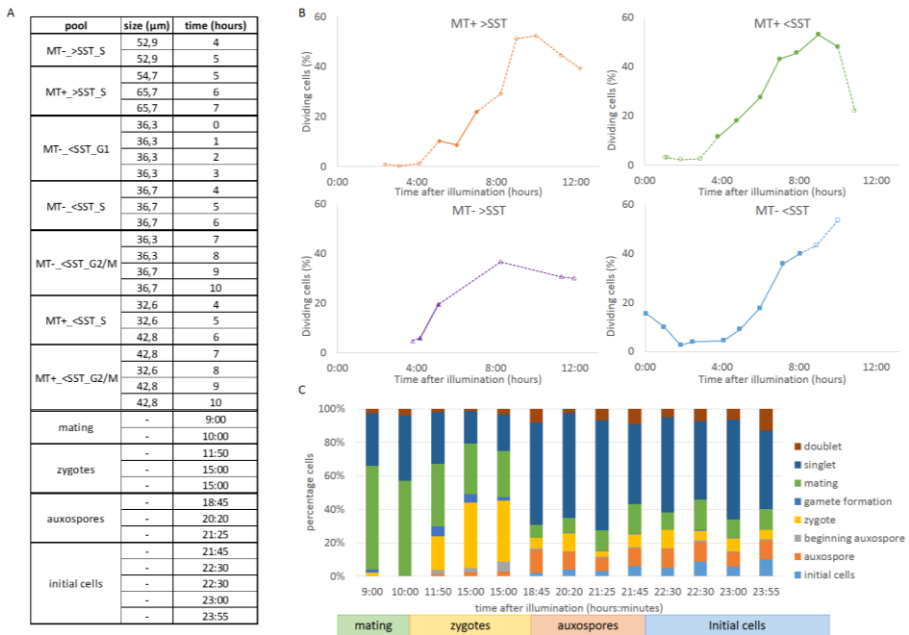 A
pool size (µm) time (hours)
MT-_>SST_S 52,9 4
52,9 5
MT+_>SST_S 54,7 5
65,7 6
65,7 7
MT-_<SST_G1 36,3 0
36,3 1
36,3 2
36,3 3
MT-_<SST_S 36,7 4
36,7 5
36,7 6
MT-_<SST_G2/M 36,3 7
36,3 8
36,7 9
36,7 10
MT+_<SST_S 32,6 4
32,6 5
42,8 6
MT+_<SST_G2/M 42,8 7
32,6 8
42,8 9
42,8 10
mating - 9:00
- 10:00
zygotes - 11:50
- 15:00
- 15:00
auxospores - 18:45
- 20:20
- 21:25
initial cells - 21:45
- 22:30
- 22:30
- 23:00
- 23:55
B
MT+ >SST
Dividing cells (%)
60
40
20
0
0:00 4:00 8:00 12:00
Time after illumination (hours)
MT+ <SST
Dividing cells (%)
60
40
20
0
0:00 4:00 8:00 12:00
Time after illumination (hours)
MT- >SST
Dividing cells (%)
60
40
20
0
0:00 4:00 8:00 12:00
Time after illumination (hours)
MT- <SST
Dividing cells (%)
60
40
20
0
0:00 4:00 8:00 12:00
Time after illumination (hours)
C
percentage cells
100%
80%
60%
40%
20%
0%
9:00 10:00 11:50 15:00 15:00 18:45 20:20 21:25 21:45 22:30 22:30 23:00 23:55
time after illumination (hours:minutes)
doublet
singlet
mating
gamete formation
zygote
beginning auxospore
auxospore
initial cells
mating zygotes auxospores Initial cells